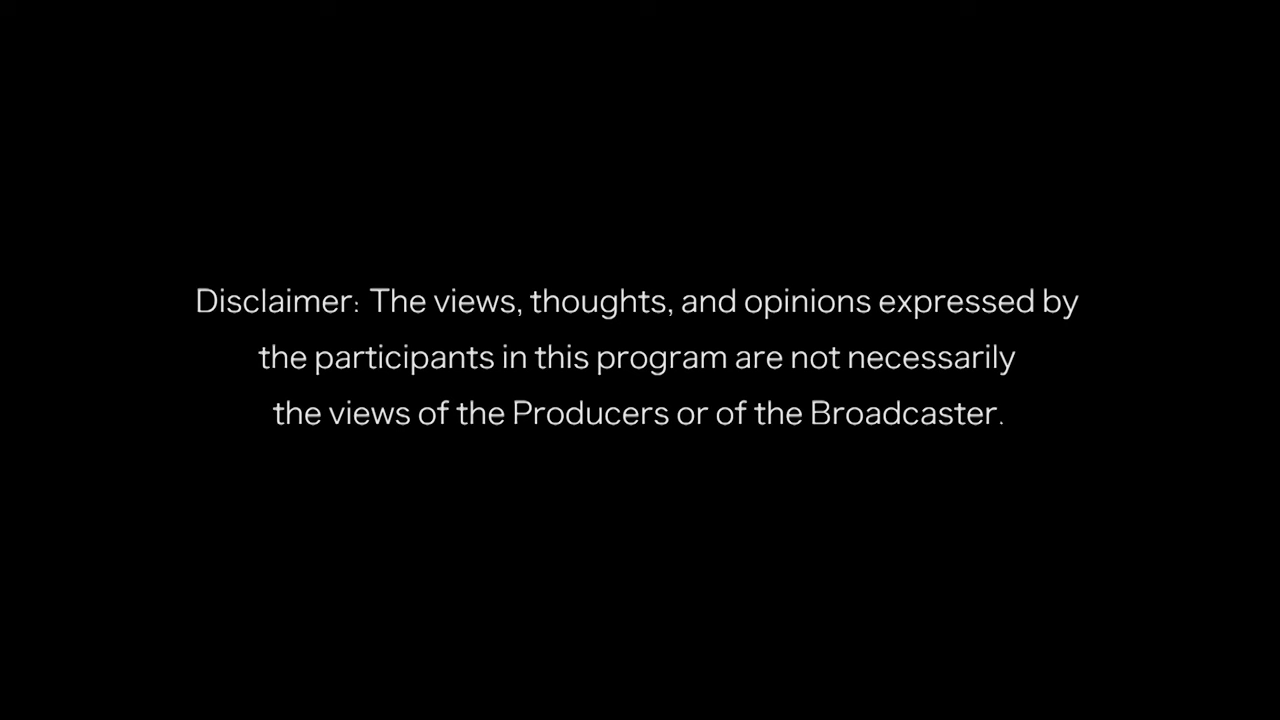 Disclaimer: The views, thoughts, and opinions expressed by
the participants in this program are not necessarily
the views of the Producers or of the Broadcaster.